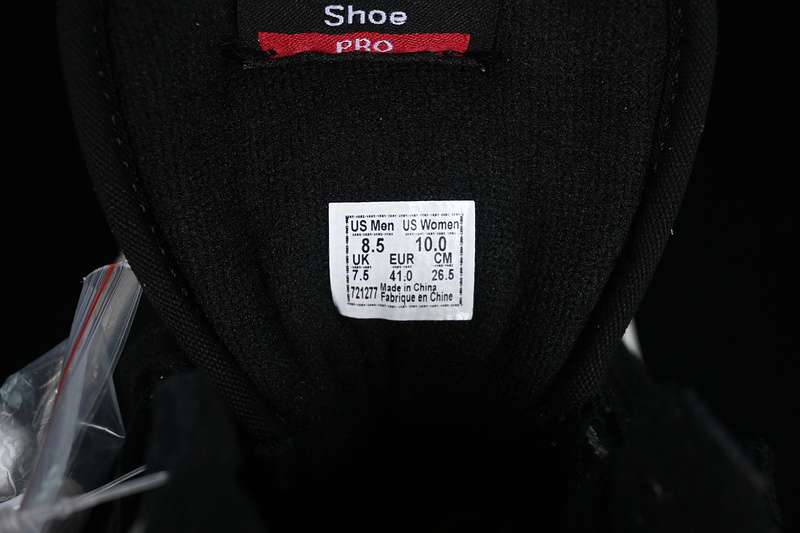 Shoe
PRO
US Men US Women
8.5 10.0
UK EUR CM
7.5 41.0 26.5
721277 Made in China
Fabrique en Chine